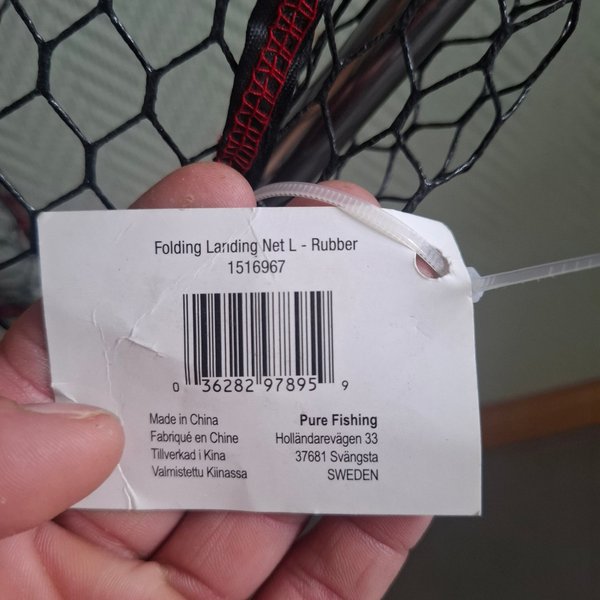 Folding Landing Net L - Rubber
1516967
0 36282 97895 9
Made in China
Fabriqué en Chine
Tillverkad i Kina
Valmistettu Kiinassa
Pure Fishing
Holländarevägen 33
37681 Svängsta
SWEDEN